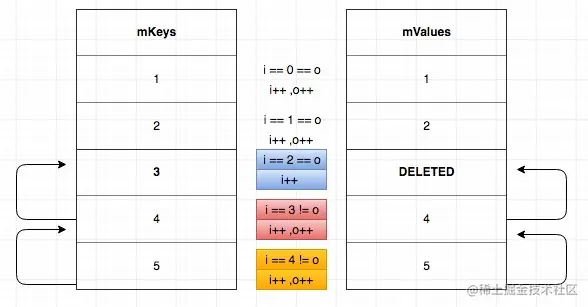 mKeys
mValues
1
i == 0 == o
i++ ,o++
1
2
i == 1 == o
i++ ,o++
2
3
i == 2 == o
i++
DELETED
4
i == 3 != o
i++ ,o++
4
5
i == 4 != o
i++ ,o++
5
@稀土掘金技术社区